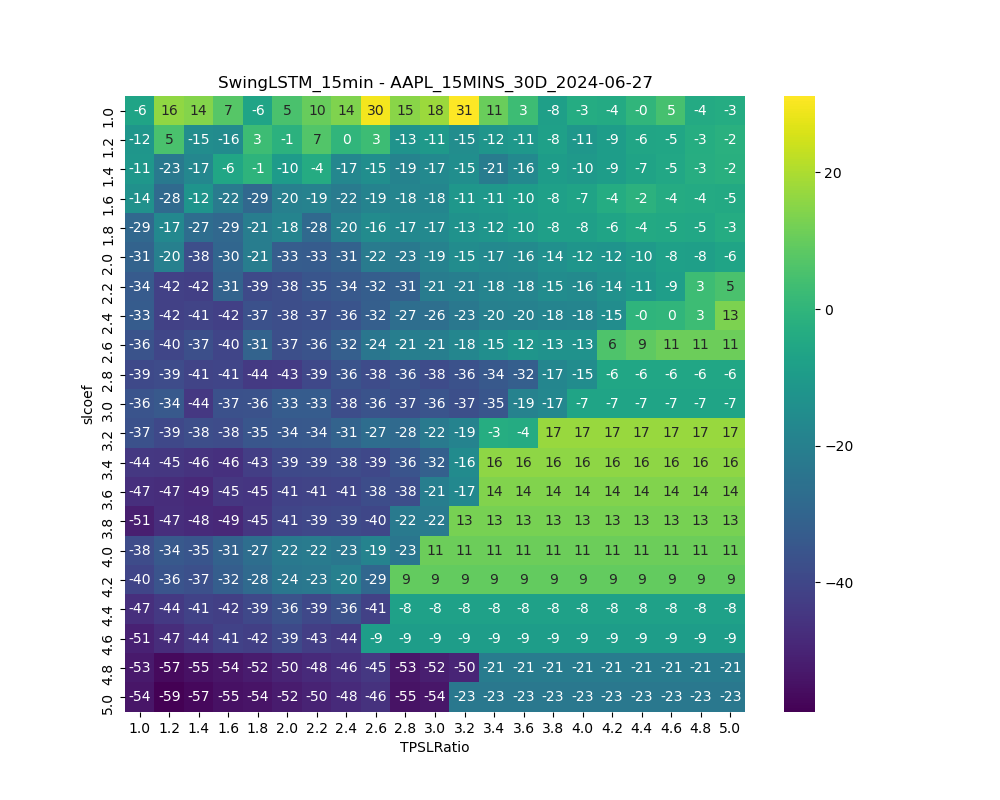 SwingLSTM_15min - AAPL_15MINS_30D_2024-06-27
1.0 -6 16 14 7 -6 5 10 14 30 15 18 31 11 3 -8 -3 -4 -0 5 -4 -3
1.2 -12 5 -15 -16 3 -1 7 0 3 -13 -11 -15 -12 -11 -8 -11 -9 -6 -5 -3 -2
1.4 -11 -23 -17 -6 -1 -10 -4 -17 -15 -19 -17 -15 -21 -16 -9 -10 -9 -7 -5 -3 -2
1.6 -14 -28 -12 -22 -29 -20 -19 -22 -19 -18 -18 -11 -11 -10 -8 -7 -4 -2 -4 -4 -5
1.8 -29 -17 -27 -29 -21 -18 -28 -20 -16 -17 -17 -13 -12 -10 -8 -8 -6 -4 -5 -5 -3
2.0 -31 -20 -38 -30 -21 -33 -33 -31 -22 -23 -19 -15 -17 -16 -14 -12 -12 -10 -8 -8 -6
2.2 -34 -42 -42 -31 -39 -38 -35 -34 -32 -31 -21 -21 -18 -18 -15 -16 -14 -11 -9 3 5
2.4 -33 -42 -41 -42 -37 -38 -37 -36 -32 -27 -26 -23 -20 -20 -18 -18 -15 -0 0 3 13
2.6 -36 -40 -37 -40 -31 -37 -36 -32 -24 -21 -21 -18 -15 -12 -13 -13 6 9 11 11 11
2.8 -39 -39 -41 -41 -44 -43 -39 -36 -38 -36 -38 -36 -34 -32 -17 -15 -6 -6 -6 -6 -6
3.0 -36 -34 -44 -37 -36 -33 -33 -38 -36 -37 -36 -37 -35 -19 -17 -7 -7 -7 -7 -7 -7
3.2 -37 -39 -38 -38 -35 -34 -34 -31 -27 -28 -22 -19 -3 -4 17 17 17 17 17 17 17
3.4 -44 -45 -46 -46 -43 -39 -39 -38 -39 -36 -32 -16 16 16 16 16 16 16 16 16 16
3.6 -47 -47 -49 -45 -45 -41 -41 -41 -38 -38 -21 -17 14 14 14 14 14 14 14 14 14
3.8 -51 -47 -48 -49 -45 -41 -39 -39 -40 -22 -22 13 13 13 13 13 13 13 13 13 13
4.0 -38 -34 -35 -31 -27 -22 -22 -23 -19 -23 11 11 11 11 11 11 11 11 11 11 11
4.2 -40 -36 -37 -32 -28 -24 -23 -20 -29 9 9 9 9 9 9 9 9 9 9 9 9
4.4 -47 -44 -41 -42 -39 -36 -39 -36 -41 -8 -8 -8 -8 -8 -8 -8 -8 -8 -8 -8 -8
4.6 -51 -47 -44 -41 -42 -39 -43 -44 -9 -9 -9 -9 -9 -9 -9 -9 -9 -9 -9 -9 -9
4.8 -53 -57 -55 -54 -52 -50 -48 -46 -45 -53 -52 -50 -21 -21 -21 -21 -21 -21 -21 -21 -21
5.0 -54 -59 -57 -55 -54 -52 -50 -48 -46 -55 -54 -23 -23 -23 -23 -23 -23 -23 -23 -23 -23
1.0 1.2 1.4 1.6 1.8 2.0 2.2 2.4 2.6 2.8 3.0 3.2 3.4 3.6 3.8 4.0 4.2 4.4 4.6 4.8 5.0
TPSLRatio
slcoef
20
0
−20
−40